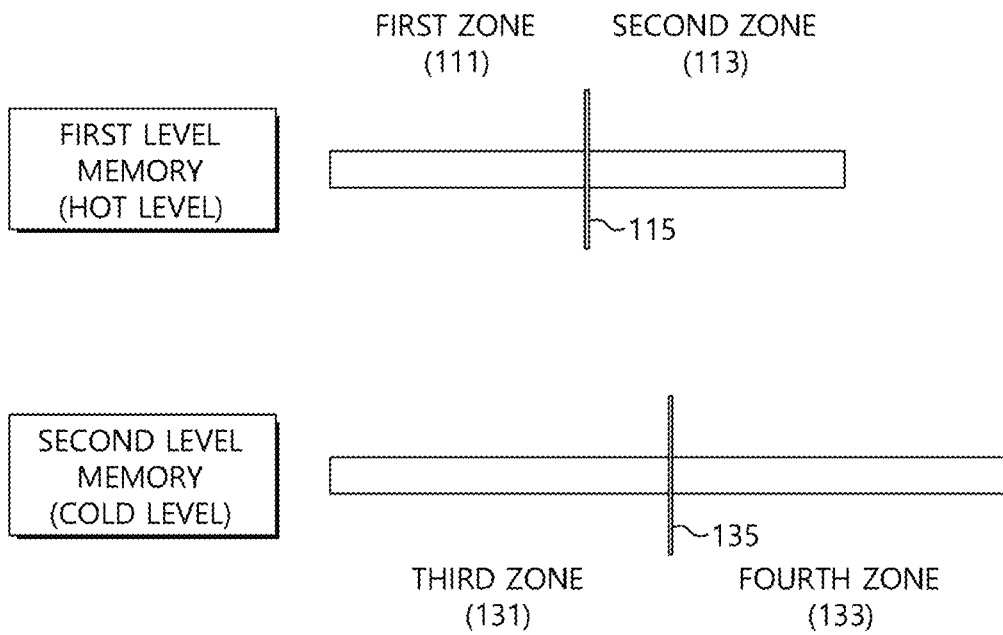 FIRST ZONE
(111)
SECOND ZONE
(113)
FIRST LEVEL
MEMORY
(HOT LEVEL)
115
SECOND LEVEL
MEMORY
(COLD LEVEL)
135
THIRD ZONE
(131)
FOURTH ZONE
(133)